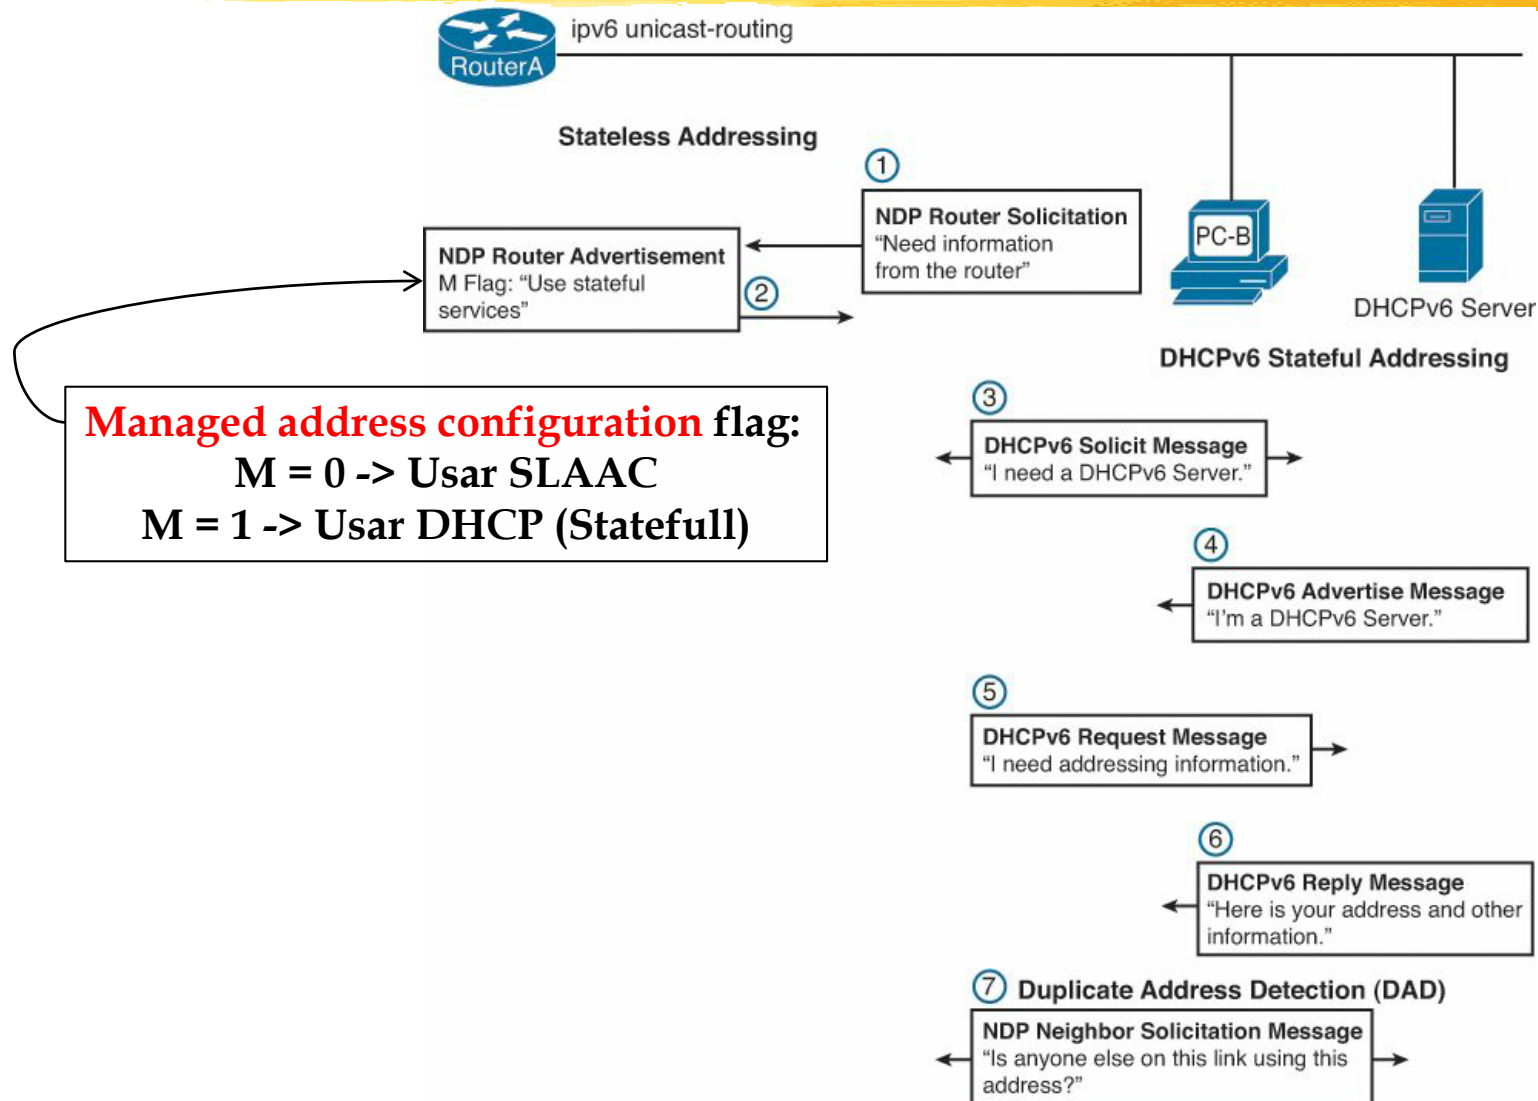 ipv6 unicast-routing
RouterA
Stateless Addressing
1
NDP Router Solicitation
“Need information
from the router”
NDP Router Advertisement
M Flag: “Use stateful
services”
2
PC-B
DHCPv6 Server
DHCPv6 Stateful Addressing
Managed address configuration flag:
M = 0 -> Usar SLAAC
M = 1 -> Usar DHCP (Statefull)
3
DHCPv6 Solicit Message
“I need a DHCPv6 Server.”
4
DHCPv6 Advertise Message
“I’m a DHCPv6 Server.”
5
DHCPv6 Request Message
“I need addressing information.”
6
DHCPv6 Reply Message
“Here is your address and other
information.”
7 Duplicate Address Detection (DAD)
NDP Neighbor Solicitation Message
“Is anyone else on this link using this
address?”